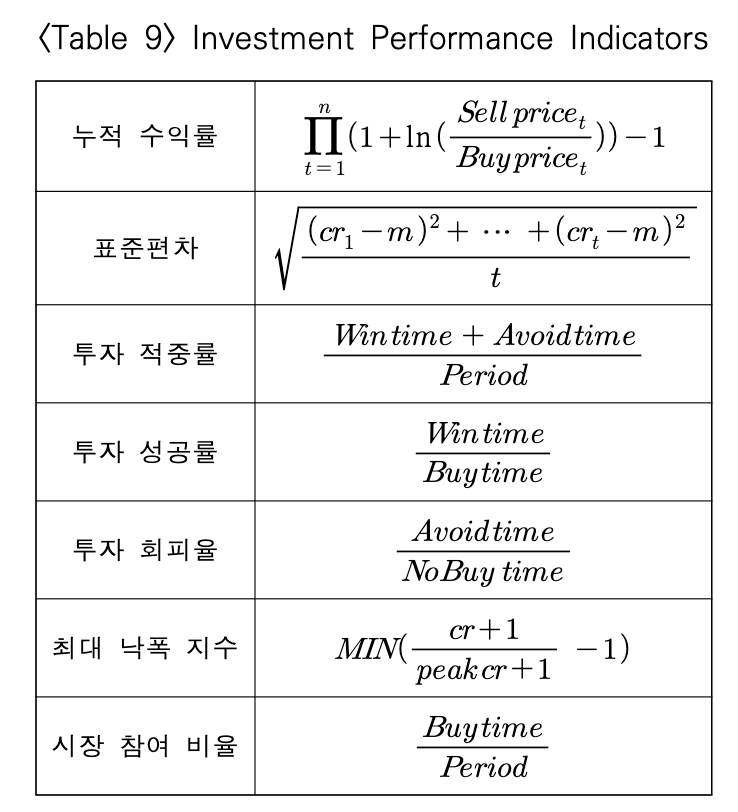 〈Table 9〉 Investment Performance Indicators
누적 수익률
\prod_{t=1}^{n}(1+\ln(\frac{Sell price_t}{Buy price_t}))-1
표준편차
\sqrt{\frac{(cr_1-m)^2+ \cdots +(cr_t-m)^2}{t}}
투자 적중률
\frac{Win time + Avoid time}{Period}
투자 성공률
\frac{Win time}{Buy time}
투자 회피율
\frac{Avoid time}{No Buy time}
최대 낙폭 지수
MIN(\frac{cr+1}{peak cr+1} -1)
시장 참여 비율
\frac{Buy time}{Period}